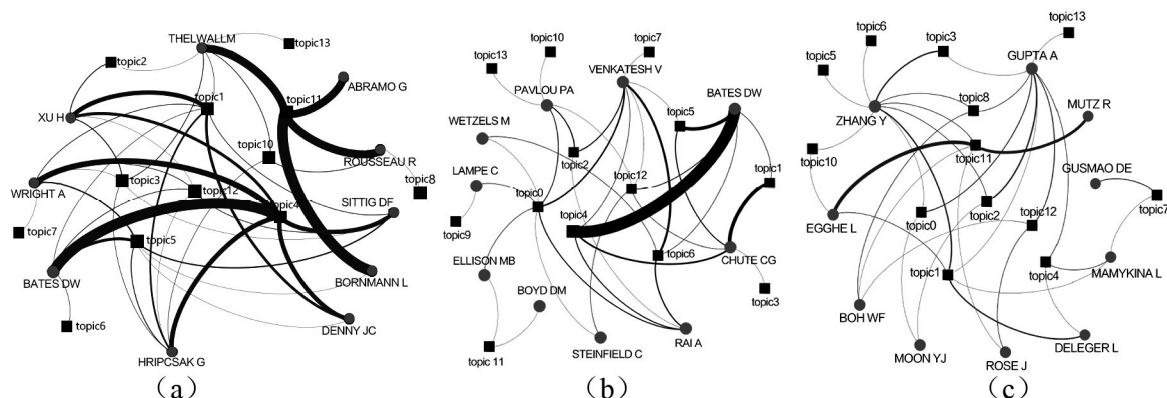 THELWALLM
topic13
topic2
ABRAMO G
topic1
topic11
XU H
topic10
ROUSSEAU R
topic3
topic12
topic8
WRIGHT A
topic4
SITTIG DF
topic7
topic5
BATES DW
BORNMANN L
topic6
DENNY JC
HRIPCSAK G
(a)
topic10
topic13
topic7
VENKATESH V
PAVLOU PA
BATES DW
WETZELS M
topic5
topic2
LAMPE C
topic12
topic1
topic0
topic4
topic9
topic6
CHUTE CG
ELLISON MB
BOYD DM
topic3
topic 11
STEINFIELD C
RAI A
(b)
topic13
topic6
topic3
GUPTA A
topic5
topic8
MUTZ R
ZHANG Y
topic11
topic10
GUSMAO DE
topic2
topic12
topic7
EGGHE L
topic0
topic1
topic4
MAMYKINA L
BOH WF
MOON YJ
ROSE J
DELEGER L
(c)